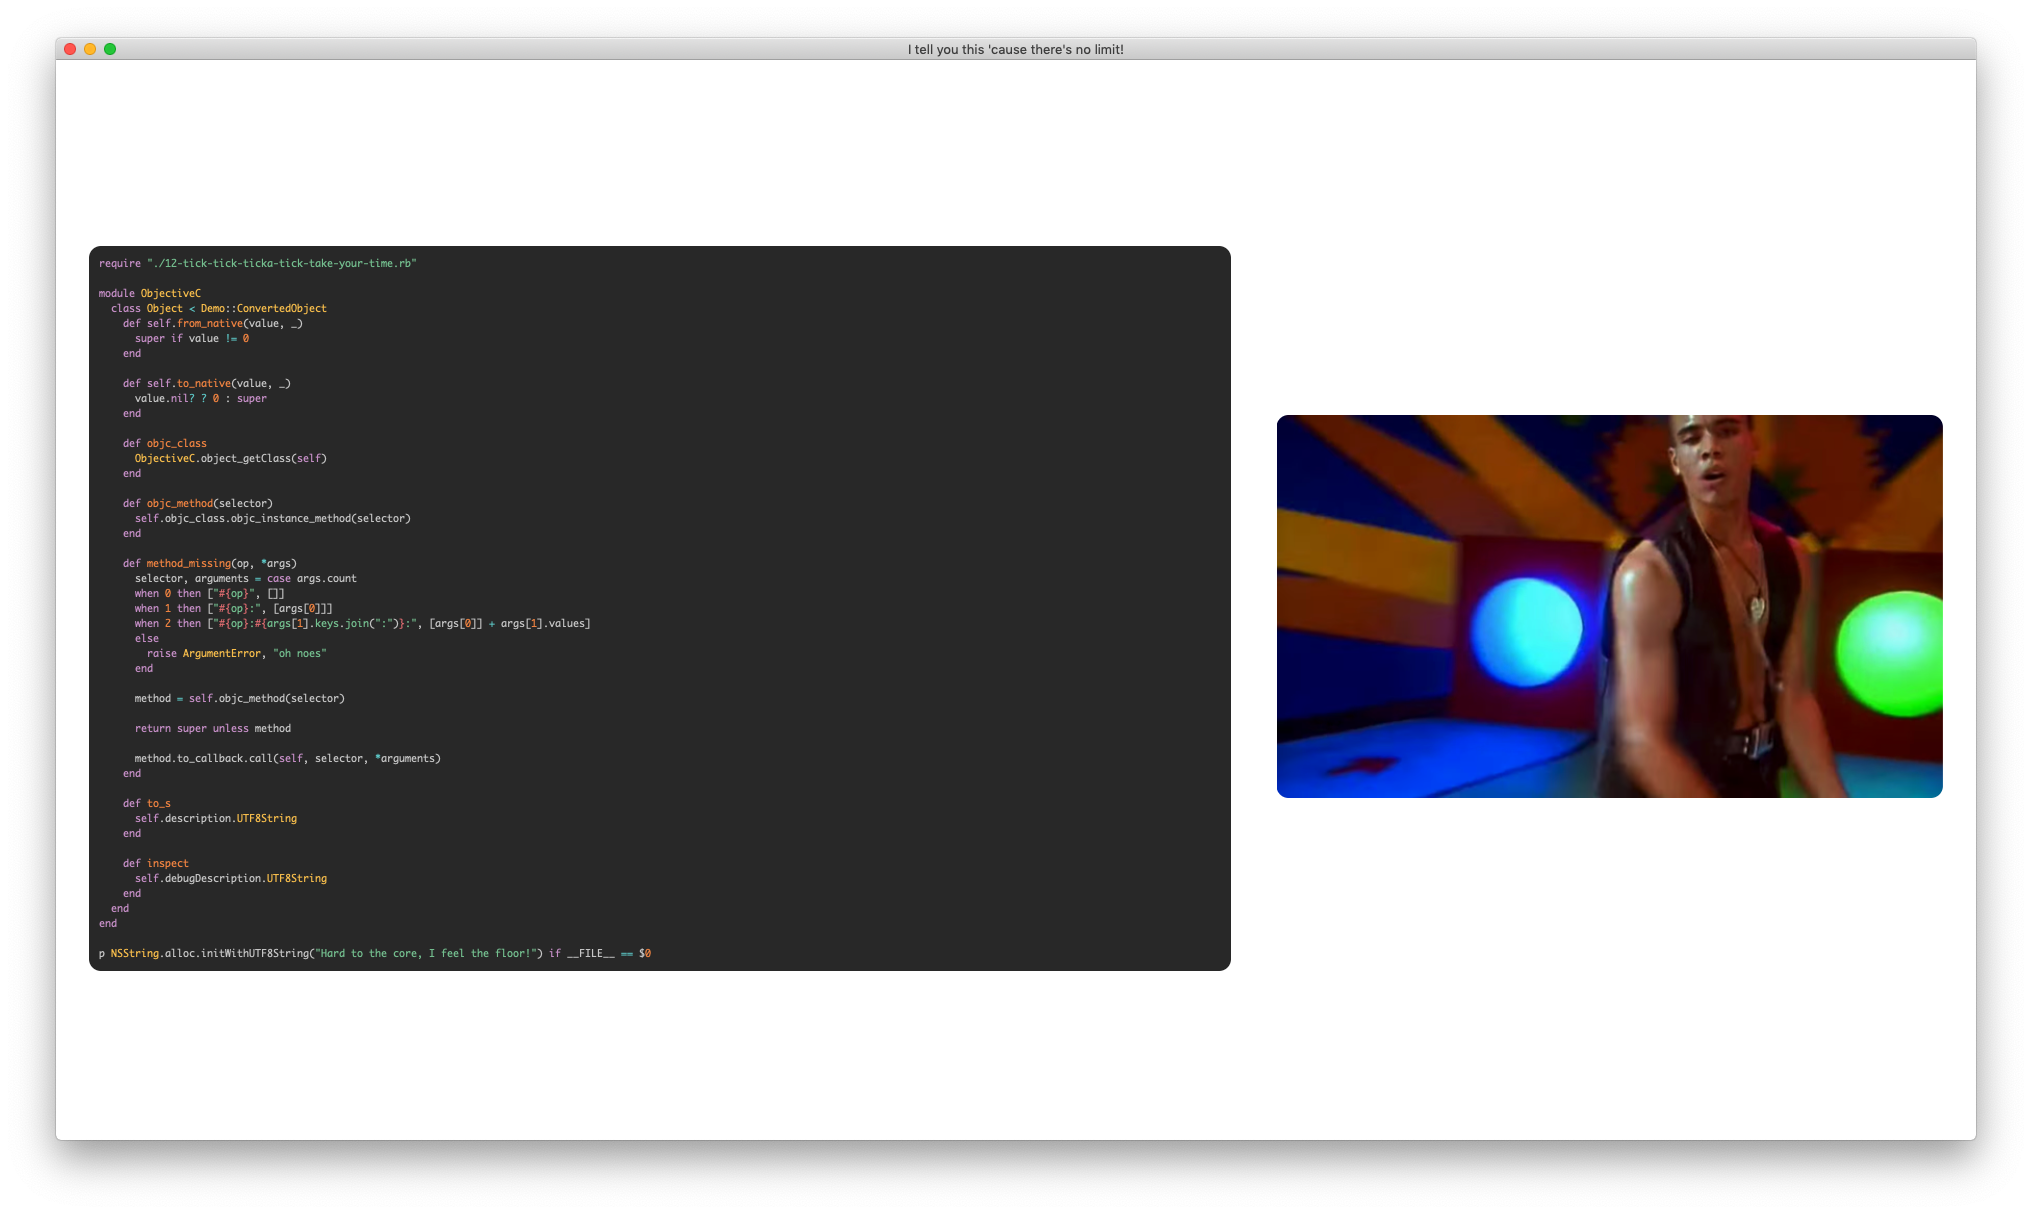 I tell you this 'cause there's no limit!
require "./12-tick-tick-ticka-tick-take-your-time.rb"
module ObjectiveC
class Object < Demo::ConvertedObject
def self.from_native(value, _)
super if value != 0
end
def self.to_native(value, _)
value.nil? ? 0 : super
end
def objc_class
ObjectiveC.object_getClass(self)
end
def objc_method(selector)
self.objc_class.objc_instance_method(selector)
end
def method_missing(op, *args)
selector, arguments = case args.count
when 0 then ["#{op}", []]
when 1 then ["#{op}:", [args[0]]]
when 2 then ["#{op}:#{args[1].keys.join(":")}:", [args[0]] + args[1].values]
else
raise ArgumentError, "oh noes"
end
method = self.objc_method(selector)
return super unless method
method.to_callback.call(self, selector, *arguments)
end
def to_s
self.description.UTF8String
end
def inspect
self.debugDescription.UTF8String
end
end
end
p NSString.alloc.initWithUTF8String("Hard to the core, I feel the floor!") if __FILE__ == $0